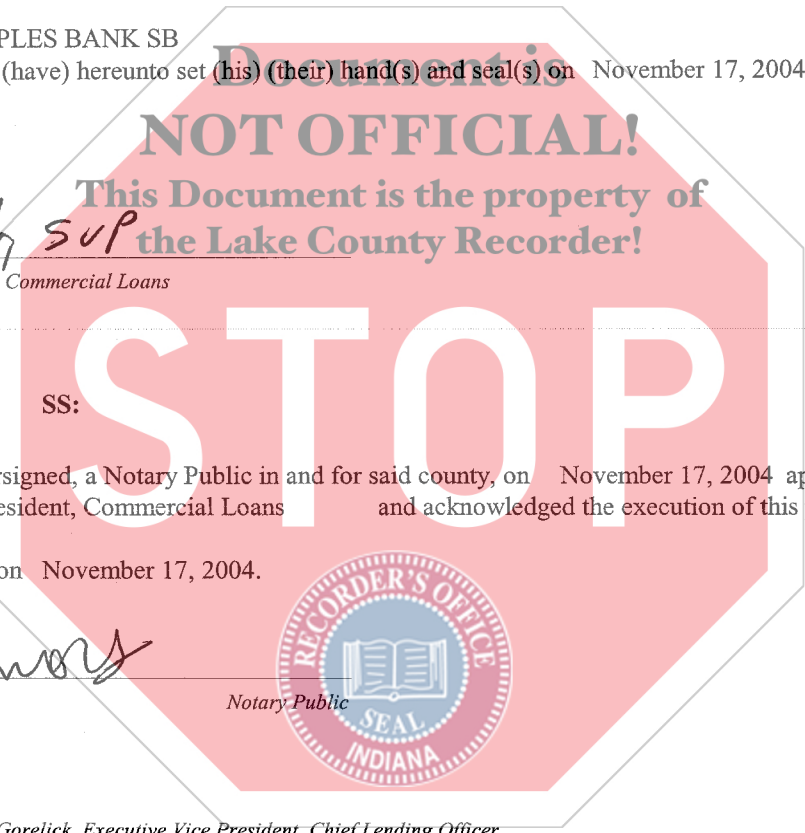 PLES BANK SB
Document is
(have) hereunto set (his) (their) hand(s) and seal(s) on November 17, 2004
NOT OFFICIAL!
This Document is the property of
SVP
the Lake County Recorder!
Commercial Loans
STOP
SS:
rsigned, a Notary Public in and for said county, on November 17, 2004 ap
esident, Commercial Loans and acknowledged the execution of this
on November 17, 2004.
RECORDER'S OFFICE
SEAL
INDIANA
Notary Public
Gorelick, Executive Vice President, Chief Lending Officer